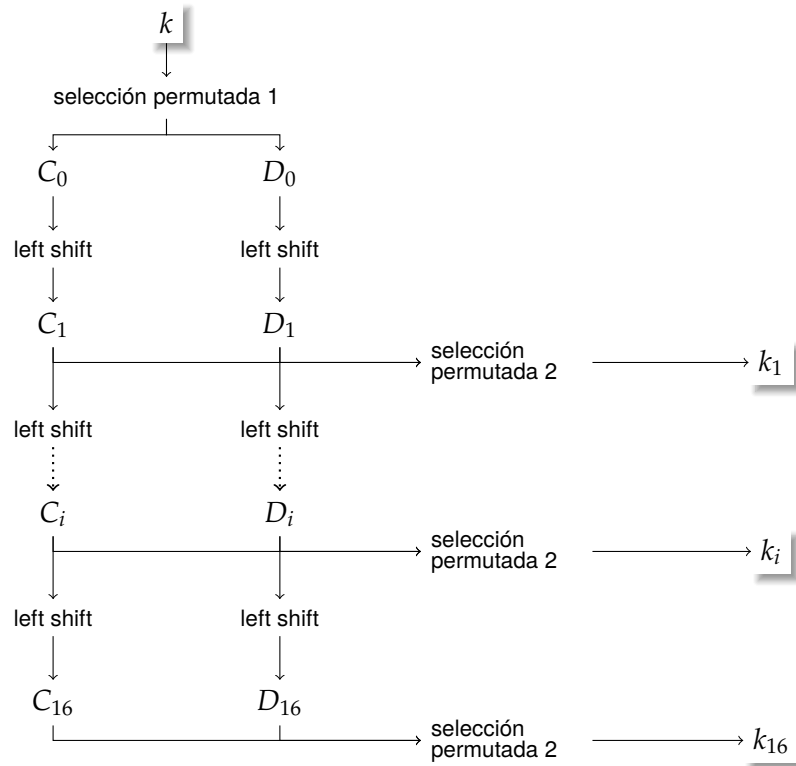 k
selección permutada 1
C₀ D₀
left shift left shift
C₁ D₁
selección
permutada 2
k₁
left shift left shift
Cᵢ Dᵢ
selección
permutada 2
kᵢ
left shift left shift
C₁₆ D₁₆
selección
permutada 2
k₁₆